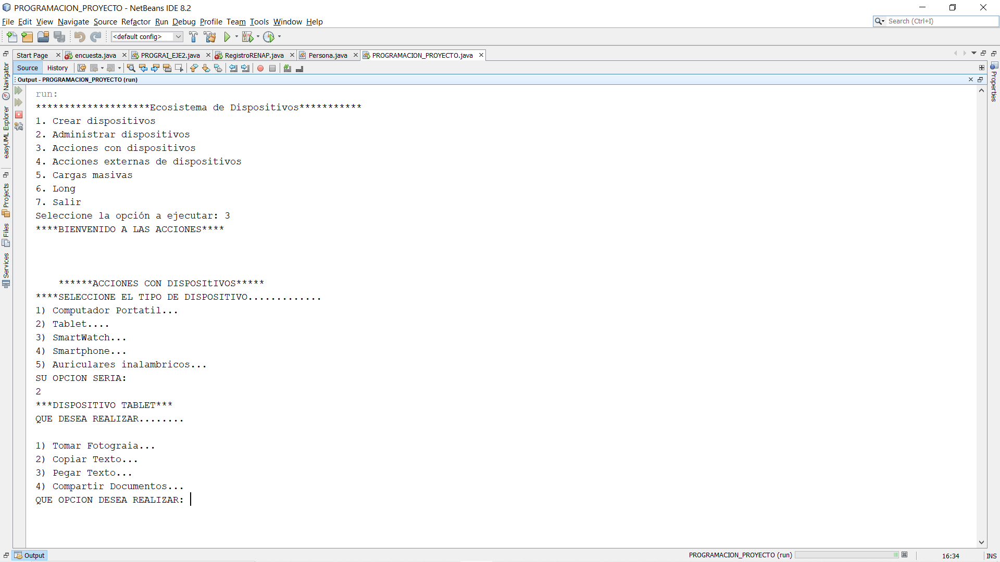 PROGRAMACION_PROYECTO - NetBeans IDE 8.2
File Edit View Navigate Source Refactor Run Debug Profile Team Tools Window Help
Search (Ctrl+I)
<default config>
Start Page encuesta.java PROGRAI_EJE2.java RegistroRENAP.java Persona.java PROGRAMACION_PROYECTO.java
Source History
Output - PROGRAMACION_PROYECTO (run)
Navigator
easyUML Explorer
Projects
Files
Services
Properties
run:
********************Ecosistema de Dispositivos***********
1. Crear dispositivos
2. Administrar dispositivos
3. Acciones con dispositivos
4. Acciones externas de dispositivos
5. Cargas masivas
6. Long
7. Salir
Seleccione la opción a ejecutar: 3
****BIENVENIDO A LAS ACCIONES****
******ACCIONES CON DISPOSItIVOS*****
****SELECCIONE EL TIPO DE DISPOSITIVO.............
1) Computador Portatil...
2) Tablet....
3) SmartWatch...
4) Smartphone...
5) Auriculares inalambricos...
SU OPCION SERIA:
2
***DISPOSITIVO TABLET***
QUE DESEA REALIZAR........
1) Tomar Fotograia...
2) Copiar Texto...
3) Pegar Texto...
4) Compartir Documentos...
QUE OPCION DESEA REALIZAR:
Output
PROGRAMACION_PROYECTO (run)
16:34
INS